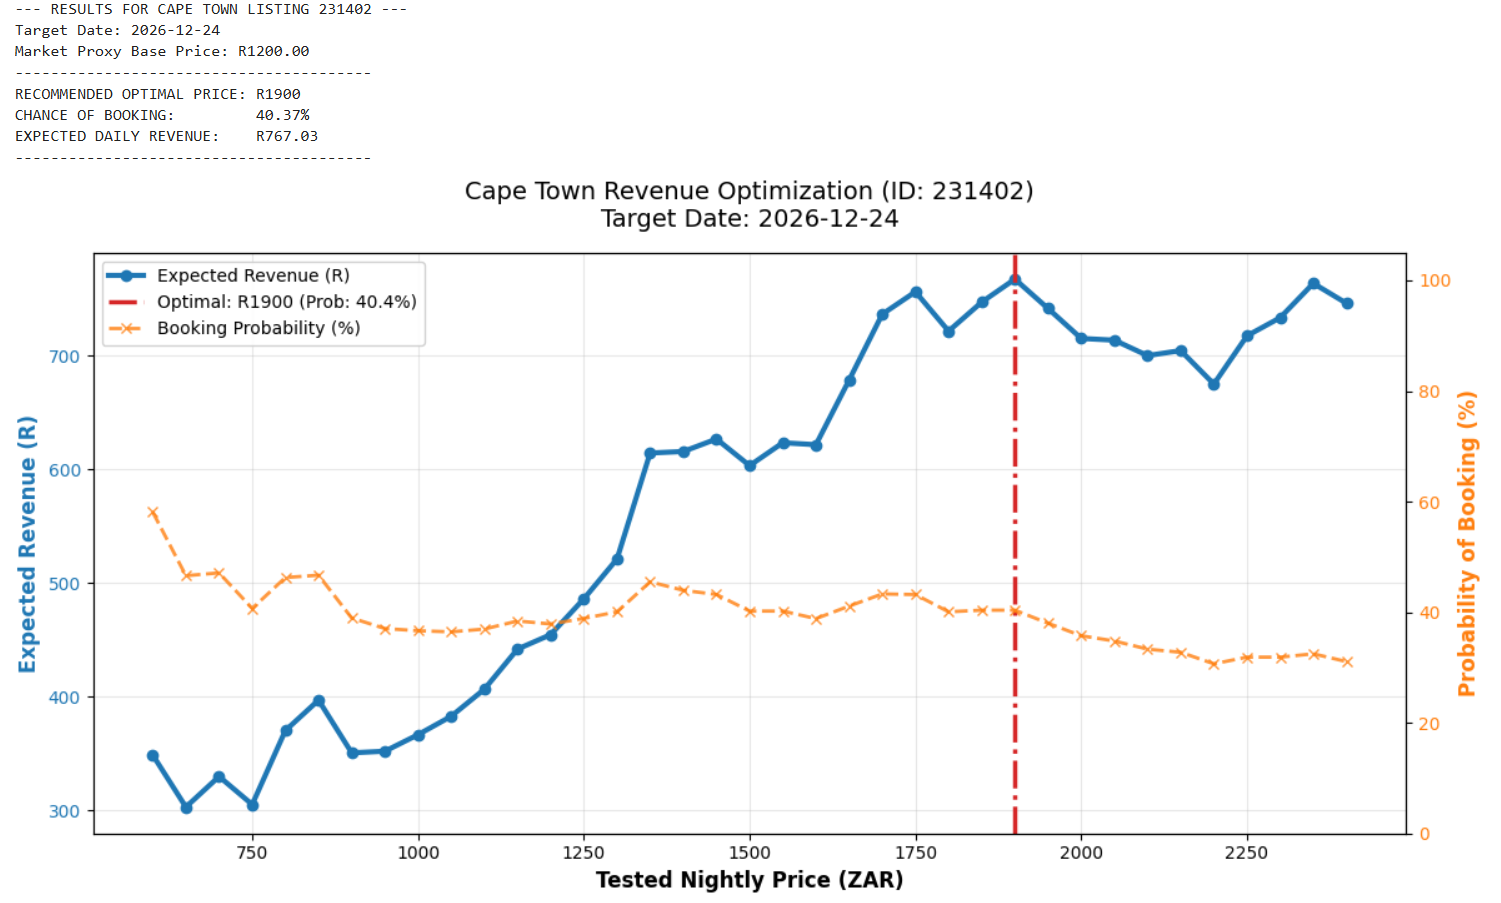 --- RESULTS FOR CAPE TOWN LISTING 231402 ---
Target Date: 2026-12-24
Market Proxy Base Price: R1200.00
----------------------------------------
RECOMMENDED OPTIMAL PRICE: R1900
CHANCE OF BOOKING: 40.37%
EXPECTED DAILY REVENUE: R767.03
----------------------------------------
Cape Town Revenue Optimization (ID: 231402)
Target Date: 2026-12-24
Expected Revenue (R)
Optimal: R1900 (Prob: 40.4%)
Booking Probability (%)
Expected Revenue (R)
700
600
500
400
300
100
80
60
40
20
0
Probability of Booking (%)
750 1000 1250 1500 1750 2000 2250
Tested Nightly Price (ZAR)